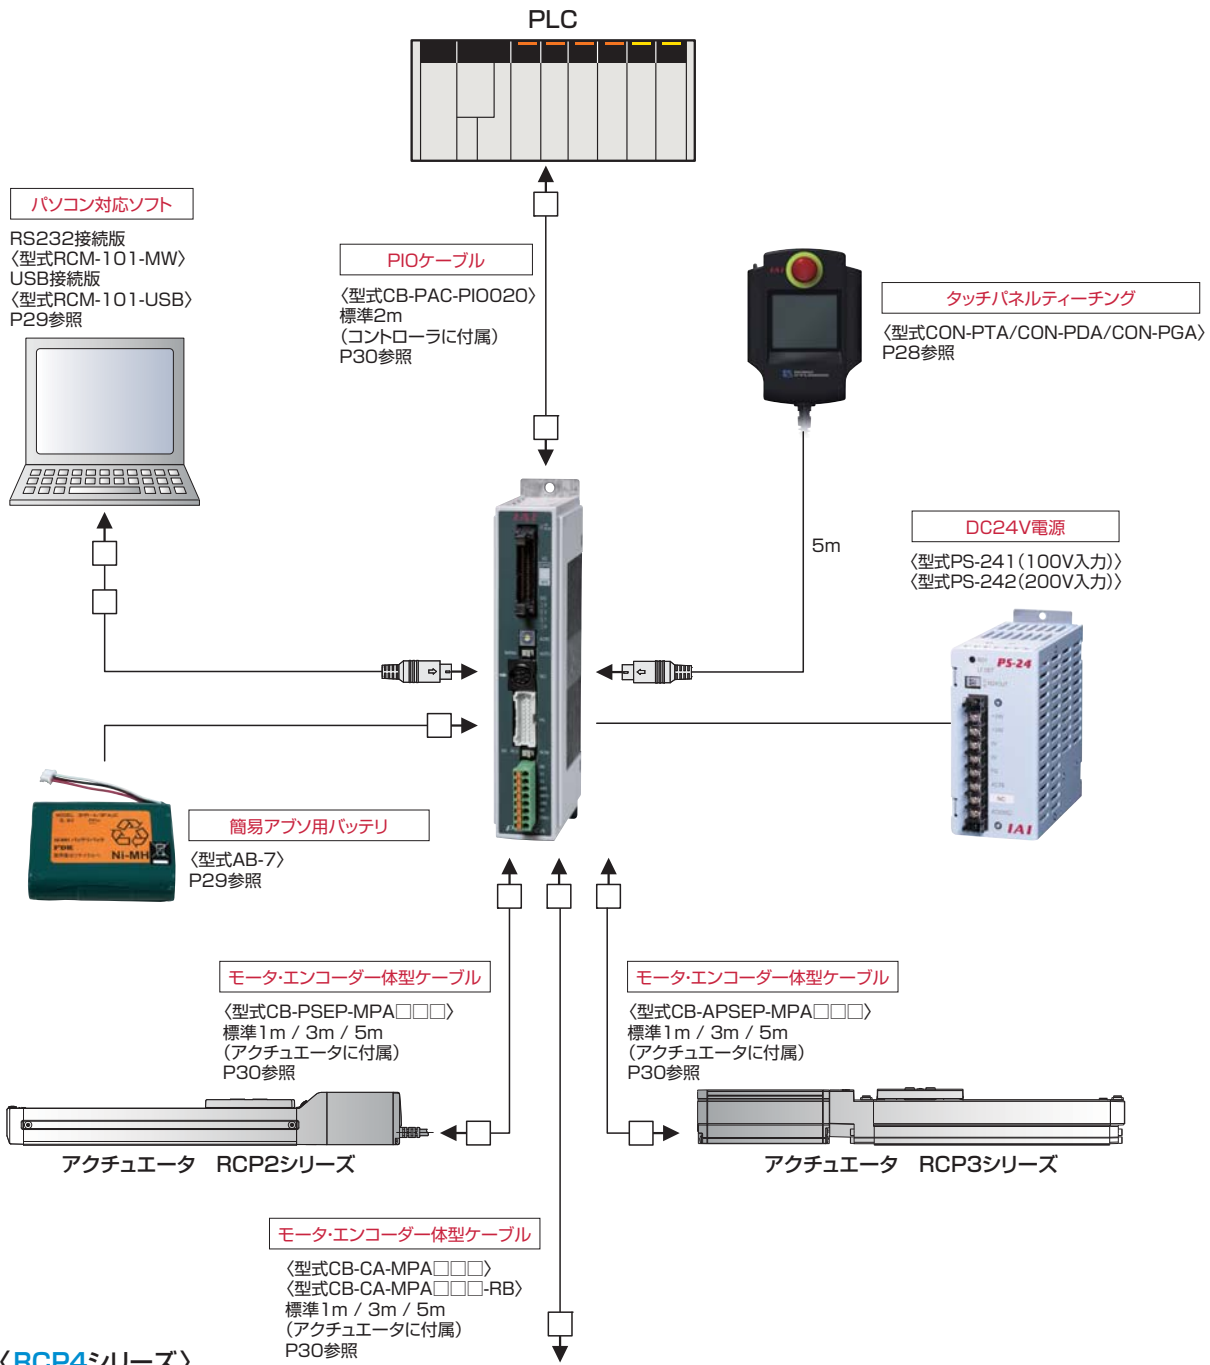 PLC
パソコン対応ソフト
RS232接続版
〈型式RCM-101-MW〉
USB接続版
〈型式RCM-101-USB〉
P29参照
PIOケーブル
〈型式CB-PAC-PIO020〉
標準2m
(コントローラに付属)
P30参照
タッチパネルティーチング
〈型式CON-PTA/CON-PDA/CON-PGA〉
P28参照
5m
DC24V電源
〈型式PS-241(100V入力)〉
〈型式PS-242(200V入力)〉
PS-24
IAI
Ni-MH
簡易アブソ用バッテリ
〈型式AB-7〉
P29参照
モータ・エンコーダ一体型ケーブル
〈型式CB-PSEP-MPA□□□〉
標準1m / 3m / 5m
(アクチュエータに付属)
P30参照
モータ・エンコーダ一体型ケーブル
〈型式CB-APSEP-MPA□□□〉
標準1m / 3m / 5m
(アクチュエータに付属)
P30参照
アクチュエータ　RCP2シリーズ
アクチュエータ　RCP3シリーズ
モータ・エンコーダ一体型ケーブル
〈型式CB-CA-MPA□□□〉
〈型式CB-CA-MPA□□□-RB〉
標準1m / 3m / 5m
(アクチュエータに付属)
P30参照
〈RCP4シリーズ〉